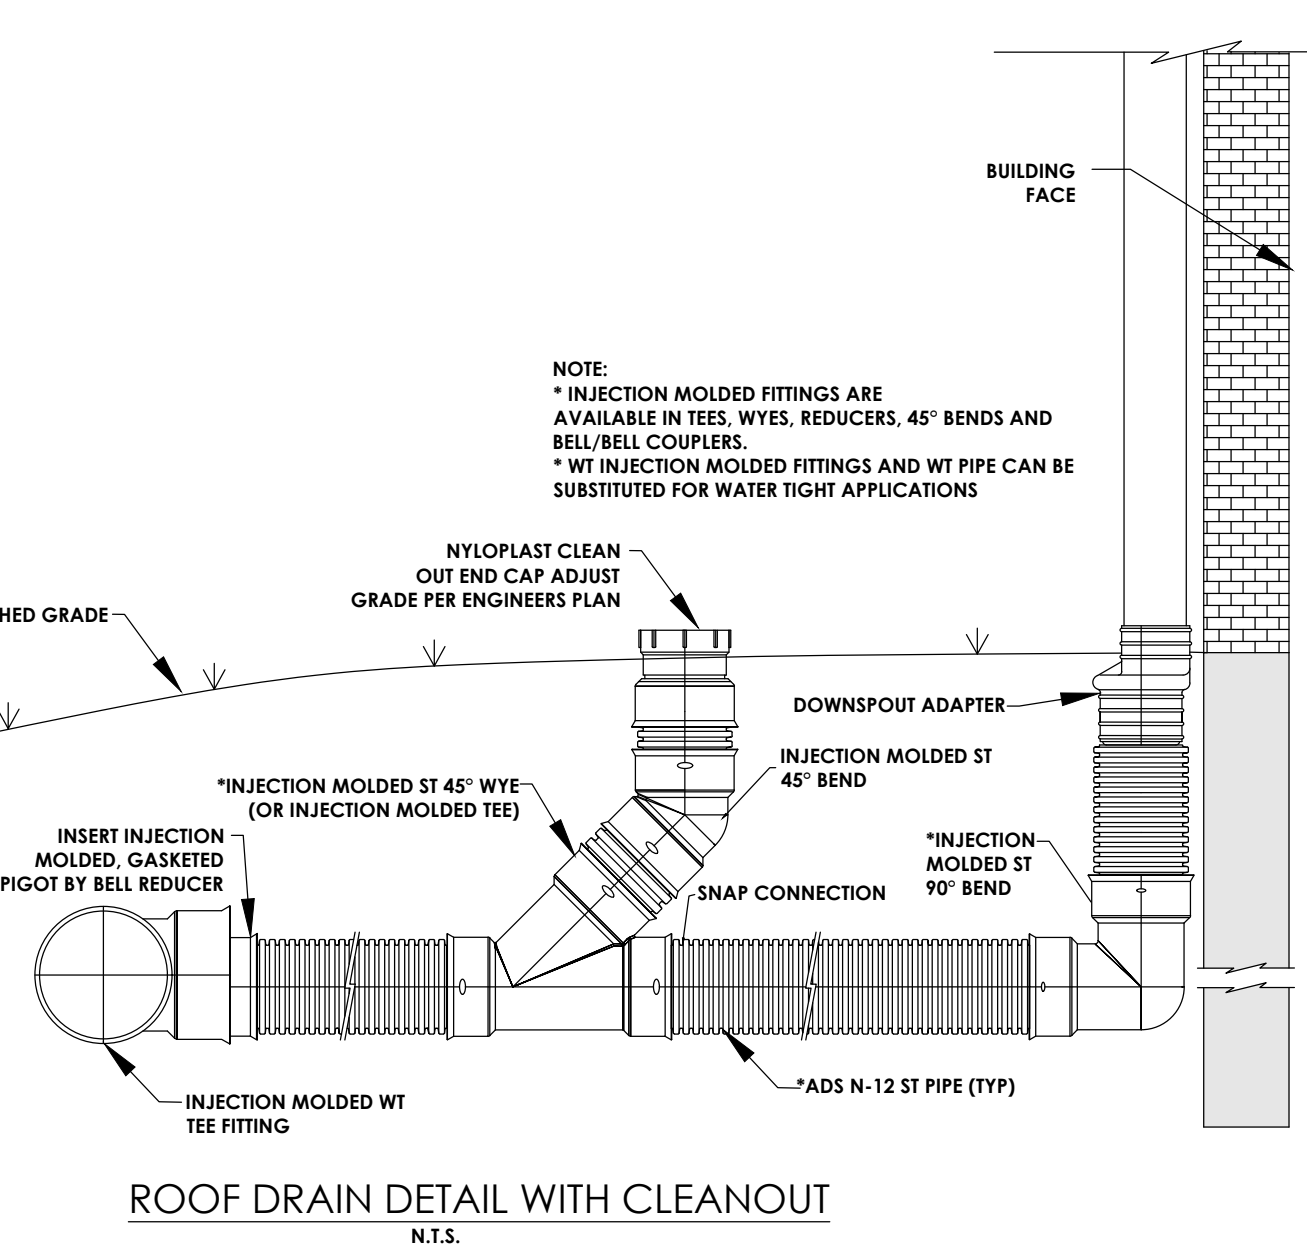 BUILDING
FACE
NOTE:
* INJECTION MOLDED FITTINGS ARE
AVAILABLE IN TEES, WYES, REDUCERS, 45° BENDS AND
BELL/BELL COUPLERS.
* WT INJECTION MOLDED FITTINGS AND WT PIPE CAN BE
SUBSTITUTED FOR WATER TIGHT APPLICATIONS
NYLOPLAST CLEAN
OUT END CAP ADJUST
GRADE PER ENGINEERS PLAN
HED GRADE
DOWNSPOUT ADAPTER
INJECTION MOLDED ST
45° BEND
*INJECTION MOLDED ST 45° WYE
(OR INJECTION MOLDED TEE)
INSERT INJECTION
MOLDED, GASKETED
PIGOT BY BELL REDUCER
*INJECTION
MOLDED ST
90° BEND
SNAP CONNECTION
*ADS N-12 ST PIPE (TYP)
INJECTION MOLDED WT
TEE FITTING
ROOF DRAIN DETAIL WITH CLEANOUT
N.T.S.